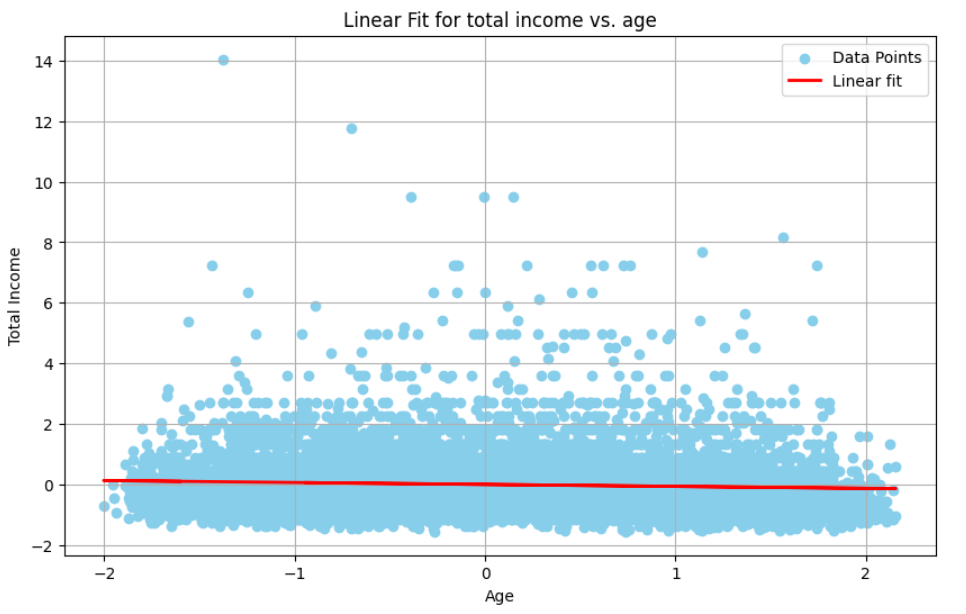 Linear Fit for total income vs. age
Data Points
Linear fit
Total Income
14
12
10
8
6
4
2
0
−2
−2
−1
0
1
2
Age